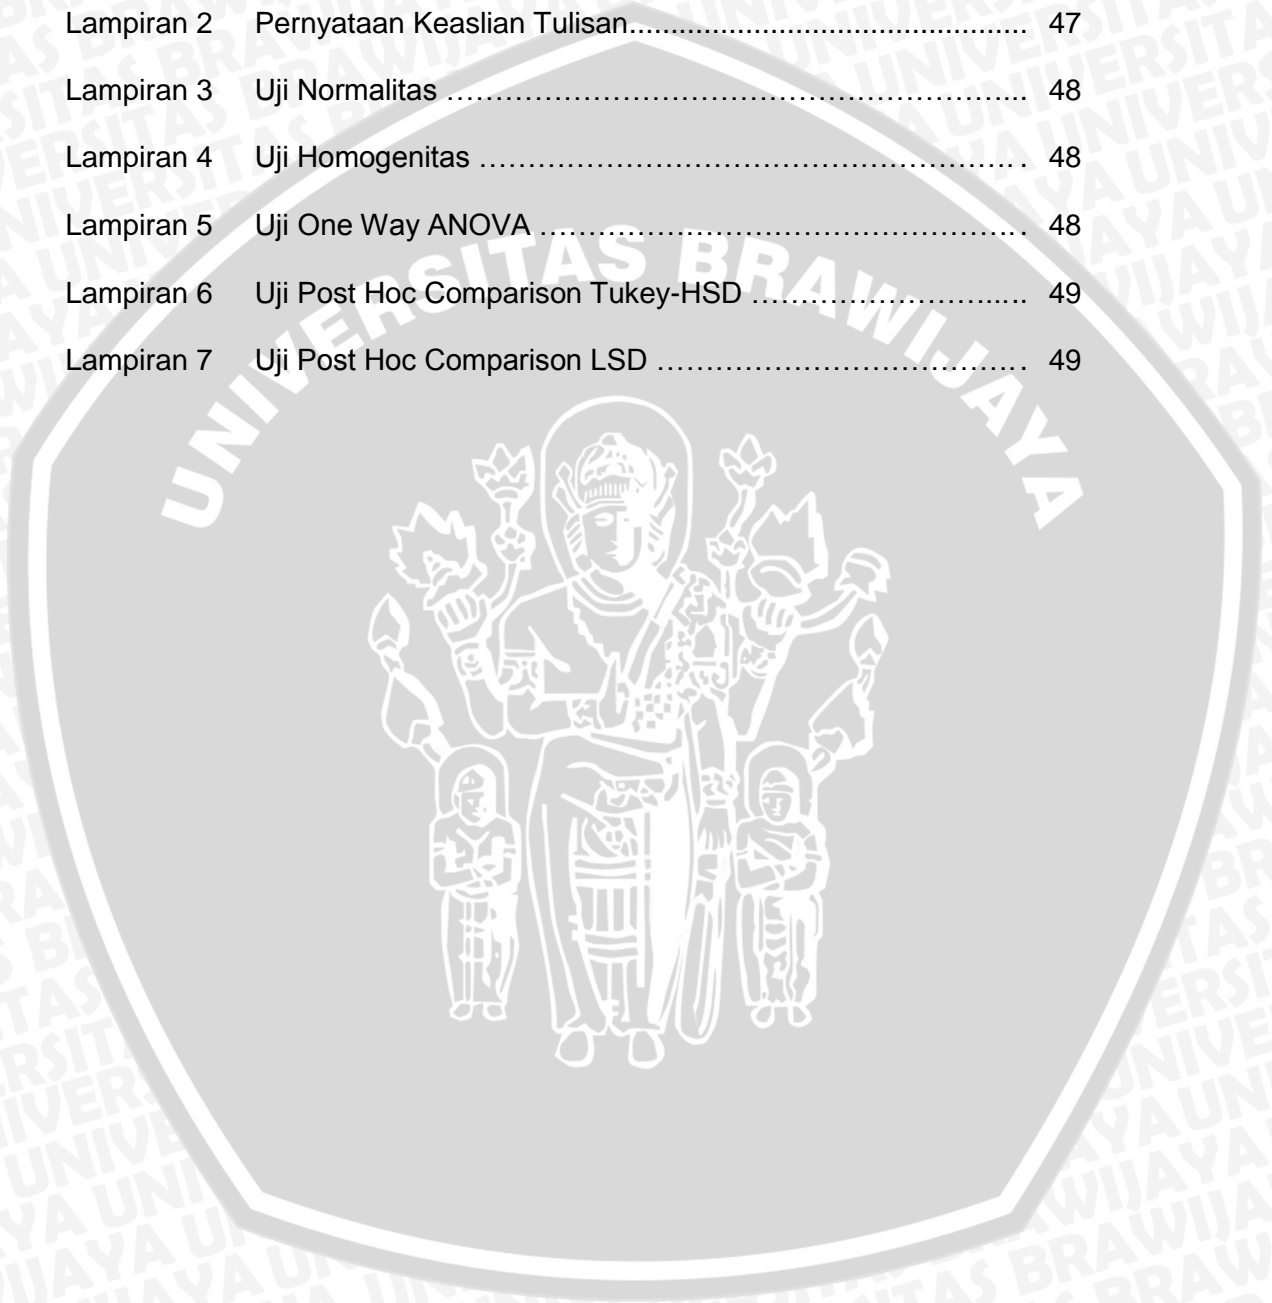 Lampiran 2 Pernyataan Keaslian Tulisan................................................ 47
Lampiran 3 Uji Normalitas ………………………………………………….... 48
Lampiran 4 Uji Homogenitas ………………………………………………. . 48
Lampiran 5 Uji One Way ANOVA ………………………………………….. 48
Lampiran 6 Uji Post Hoc Comparison Tukey-HSD …………………….... .. 49
Lampiran 7 Uji Post Hoc Comparison LSD ………………………………. . 49
UNIVERSITAS BRAWIJAYA